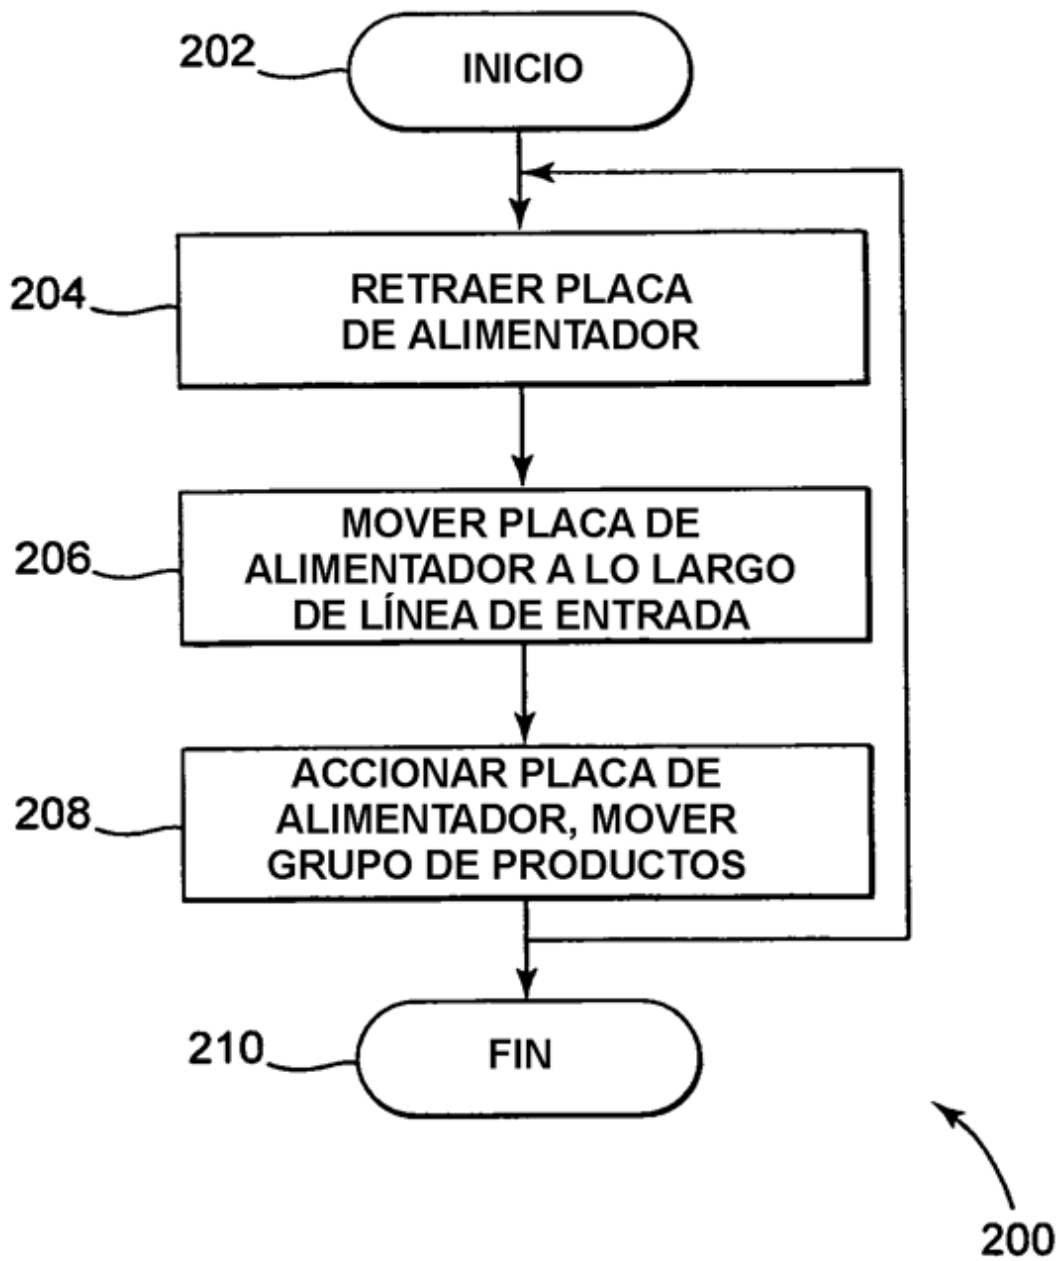 202
INICIO
204
RETRAER PLACA
DE ALIMENTADOR
206
MOVER PLACA DE
ALIMENTADOR A LO LARGO
DE LÍNEA DE ENTRADA
208
ACCIONAR PLACA DE
ALIMENTADOR, MOVER
GRUPO DE PRODUCTOS
210
FIN
200